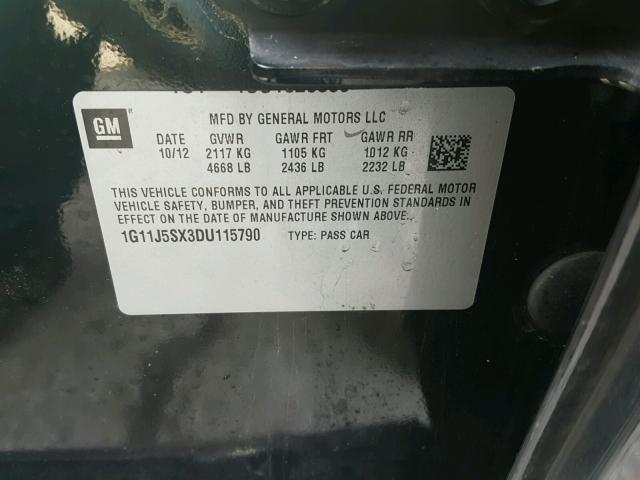 GM
MFD BY GENERAL MOTORS LLC
DATE GVWR GAWR FRT GAWR RR
10/12 2117 KG 1105 KG 1012 KG
4668 LB 2436 LB 2232 LB
THIS VEHICLE CONFORMS TO ALL APPLICABLE U.S. FEDERAL MOTOR
VEHICLE SAFETY, BUMPER, AND THEFT PREVENTION STANDARDS IN
EFFECT ON THE DATE OF MANUFACTURE SHOWN ABOVE.
1G11J5SX3DU115790 TYPE: PASS CAR